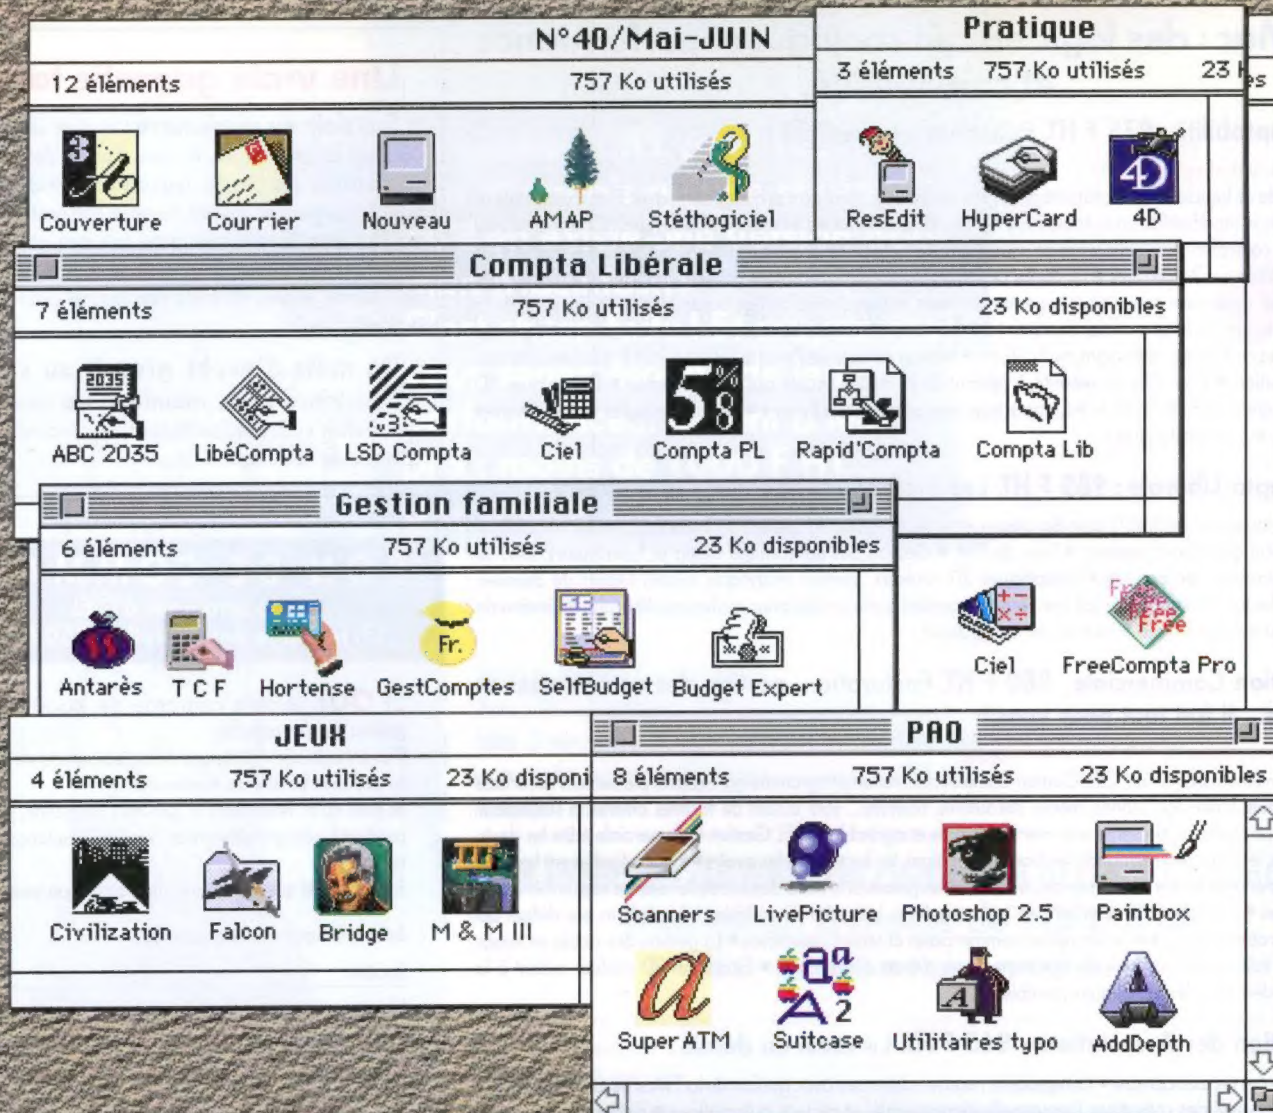 N°40/Mai-JUIN
12 éléments 757 Ko utilisés
Couverture Courrier Nouveau AMAP Stéthogiciel
Pratique
3 éléments 757 Ko utilisés 23
ResEdit HyperCard 4D
Compta Libérale
7 éléments 757 Ko utilisés 23 Ko disponibles
ABC 2035 LibéCompta LSD Compta Ciel Compta PL Rapid'Compta Compta Lib
Gestion familiale
6 éléments 757 Ko utilisés 23 Ko disponibles
Antarès T C F Hortense GestComptes SelfBudget Budget Expert
Ciel FreeCompta Pro
JEUX
4 éléments 757 Ko utilisés 23 Ko disponi
Civilization Falcon Bridge M & M III
PAO
8 éléments 757 Ko utilisés 23 Ko disponibles
Scanners LivePicture Photoshop 2.5 Paintbox
Super ATM Suitcase Utilitaires typo AddDepth